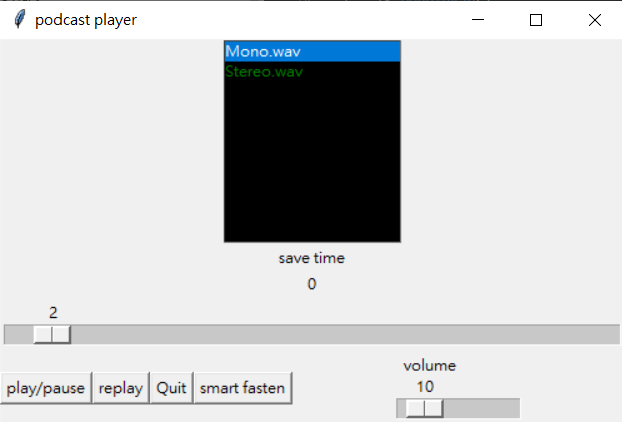 podcast player
Mono.wav
Stereo.wav
save time
0
2
volume
10
play/pause replay Quit smart fasten